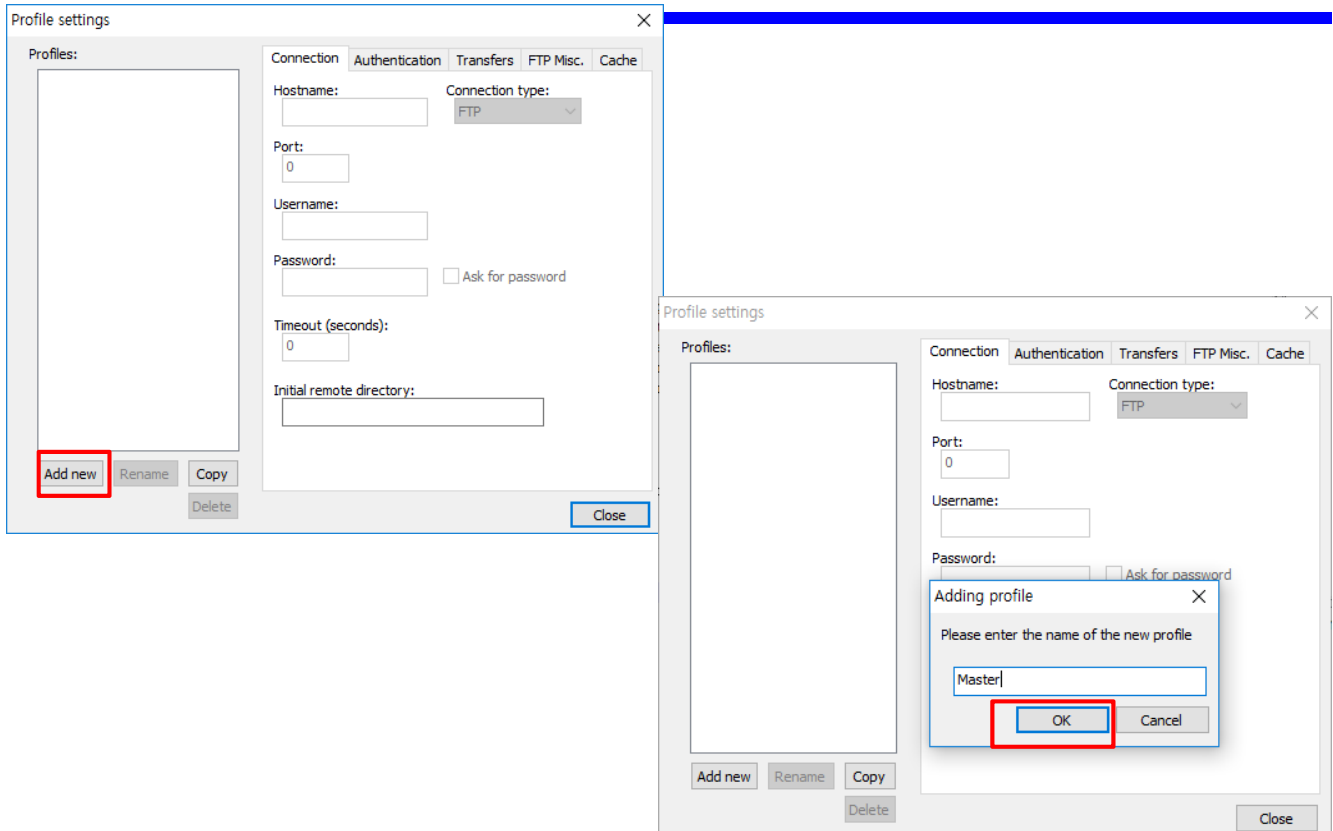 Profile settings
Profiles:
Connection Authentication Transfers FTP Misc. Cache
Hostname: Connection type:
FTP
Port:
0
Username:
Password:
Ask for password
Timeout (seconds):
0
Initial remote directory:
Add new Rename Copy
Delete
Close
Profile settings
Profiles:
Connection Authentication Transfers FTP Misc. Cache
Hostname: Connection type:
FTP
Port:
0
Username:
Password:
Ask for password
Adding profile
Please enter the name of the new profile
Master
OK Cancel
Add new Rename Copy
Delete
Close